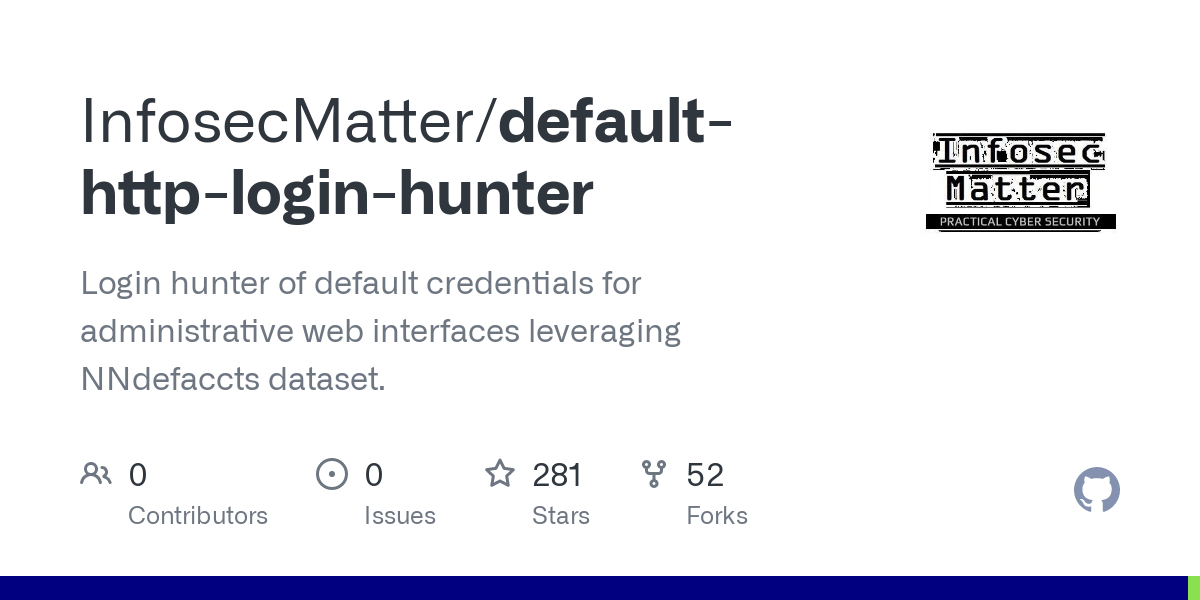 InfosecMatter/default-
http-login-hunter
Login hunter of default credentials for
administrative web interfaces leveraging
NNdefaccts dataset.
0
Contributors
0
Issues
281
Stars
52
Forks
Infosec
Matter
PRACTICAL CYBER SECURITY